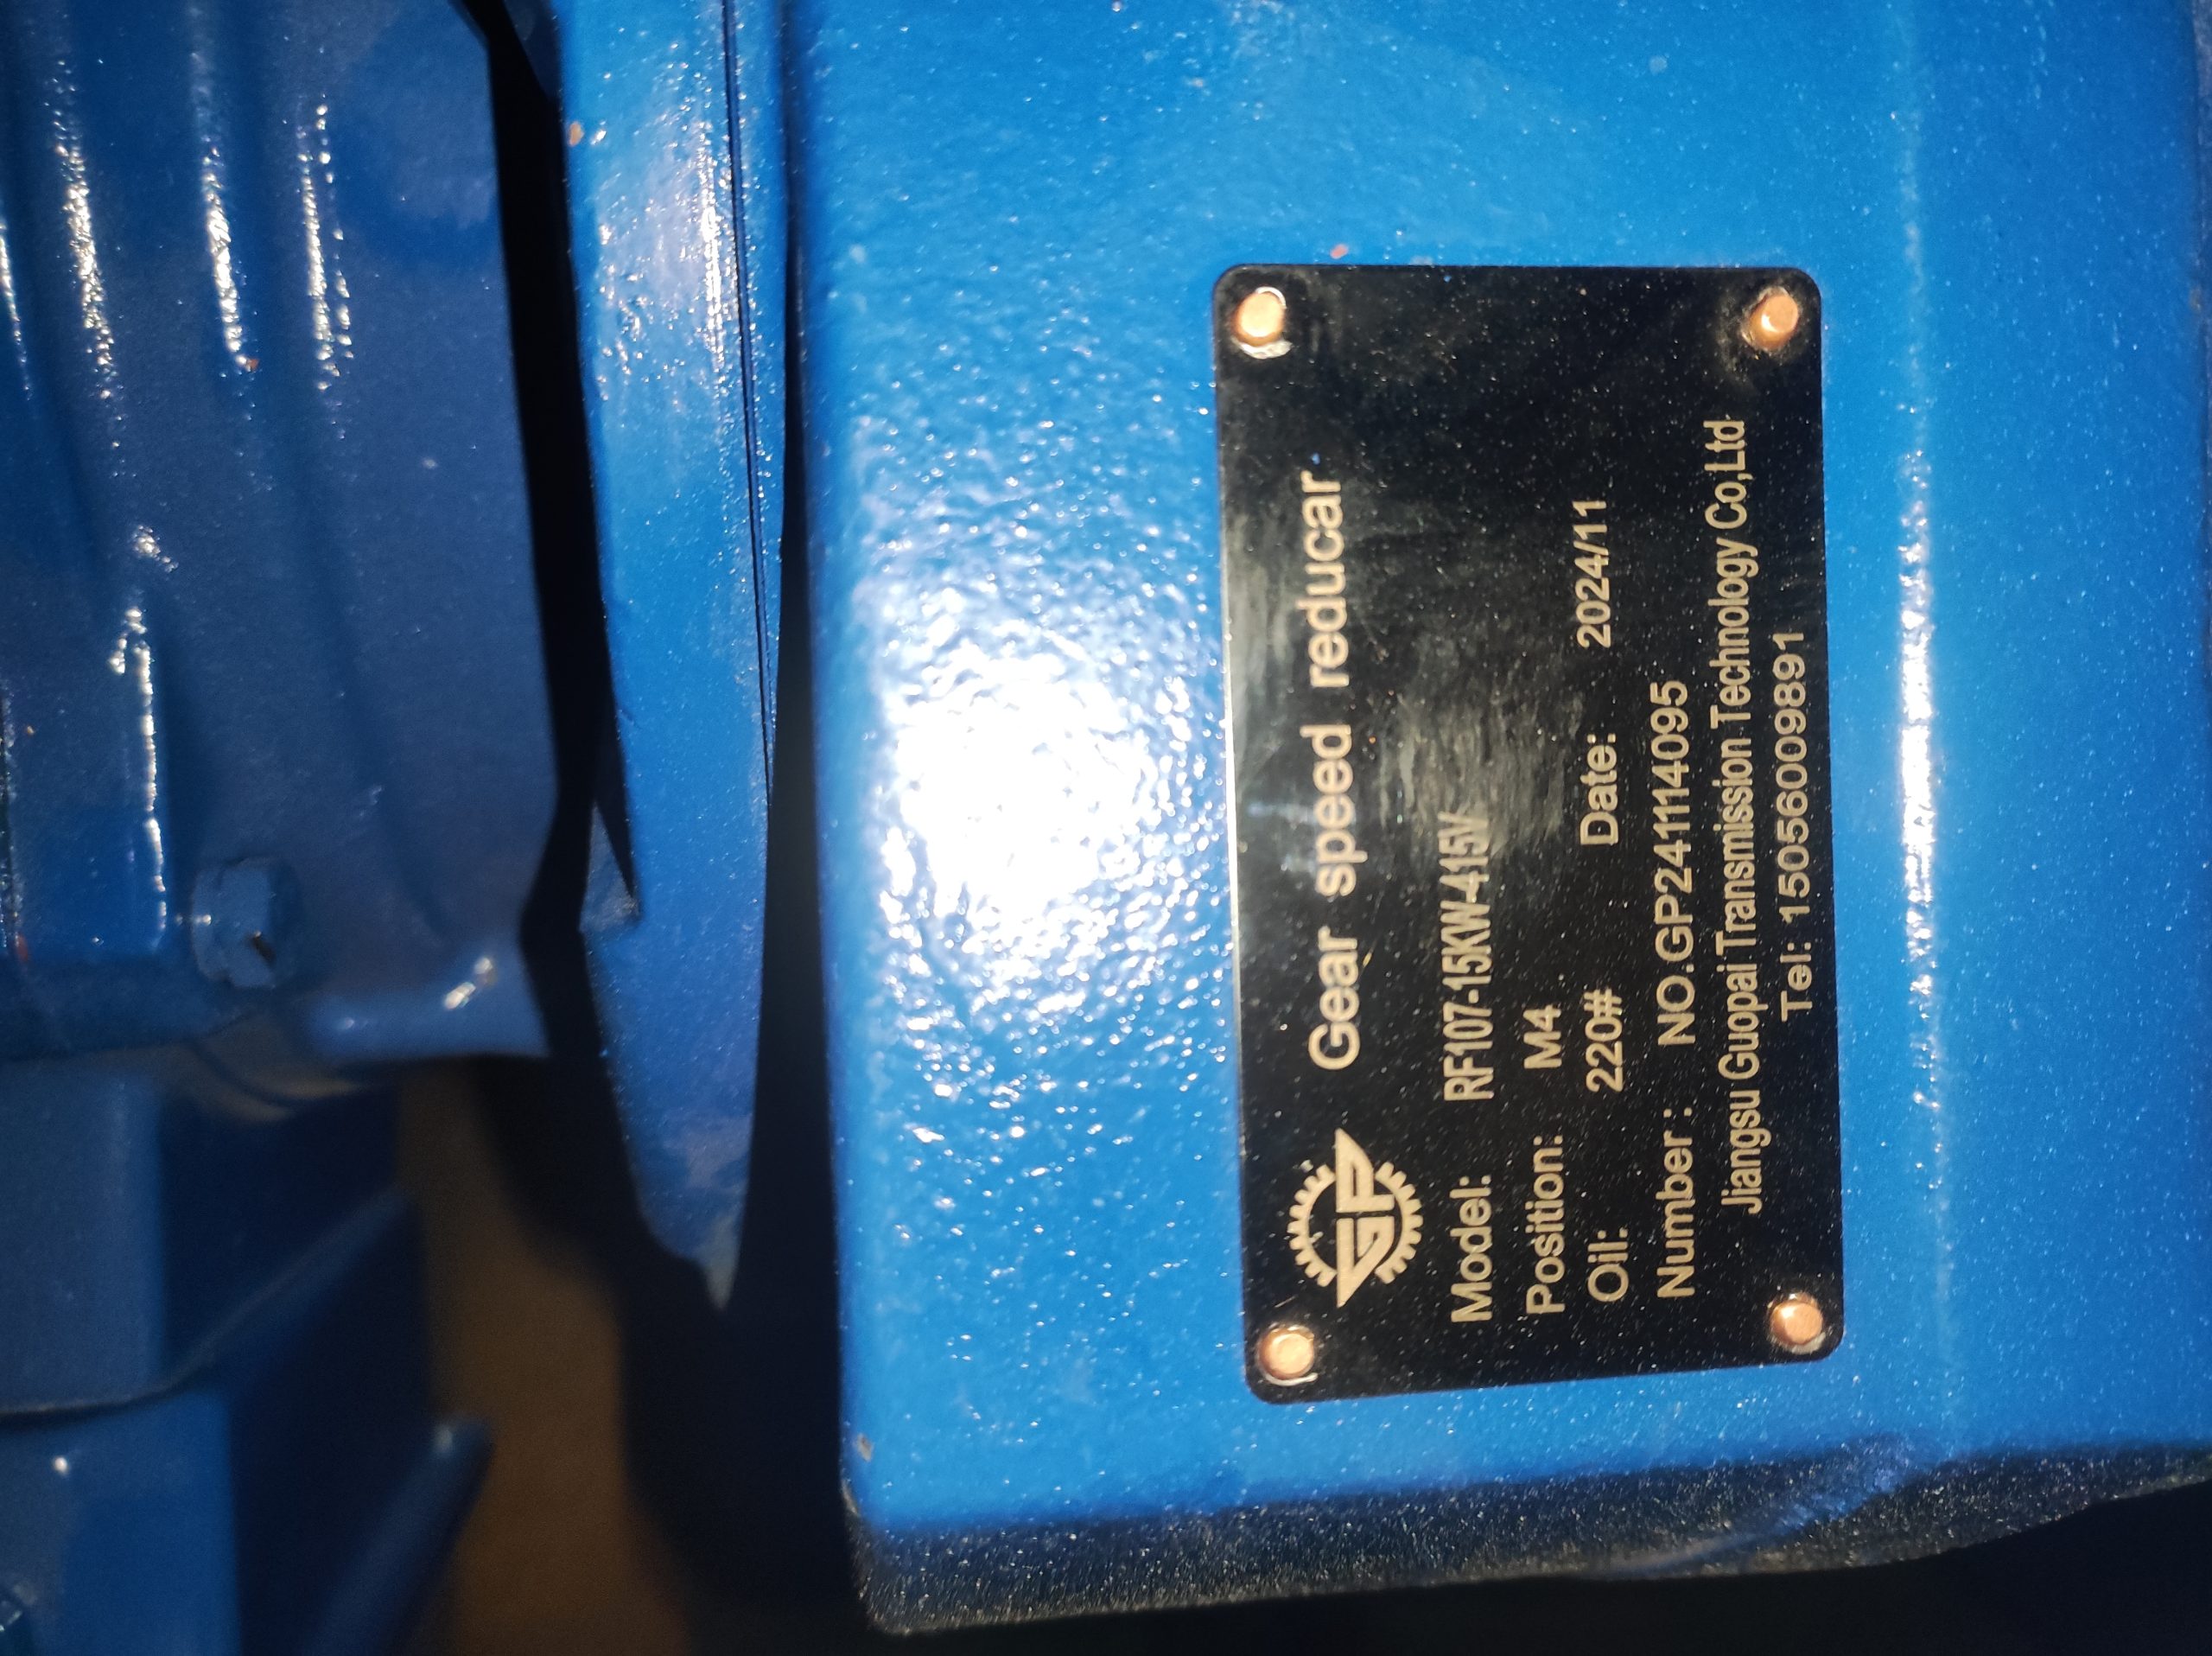 GP Gear speed reducar
Model: RF107-15KW-415V
Position: M4
Oil: 220# Date: 2024/11
Number: NO.GP241114095
Jiangsu Guopai Transmission Technology Co,Ltd
Tel: 15056009891